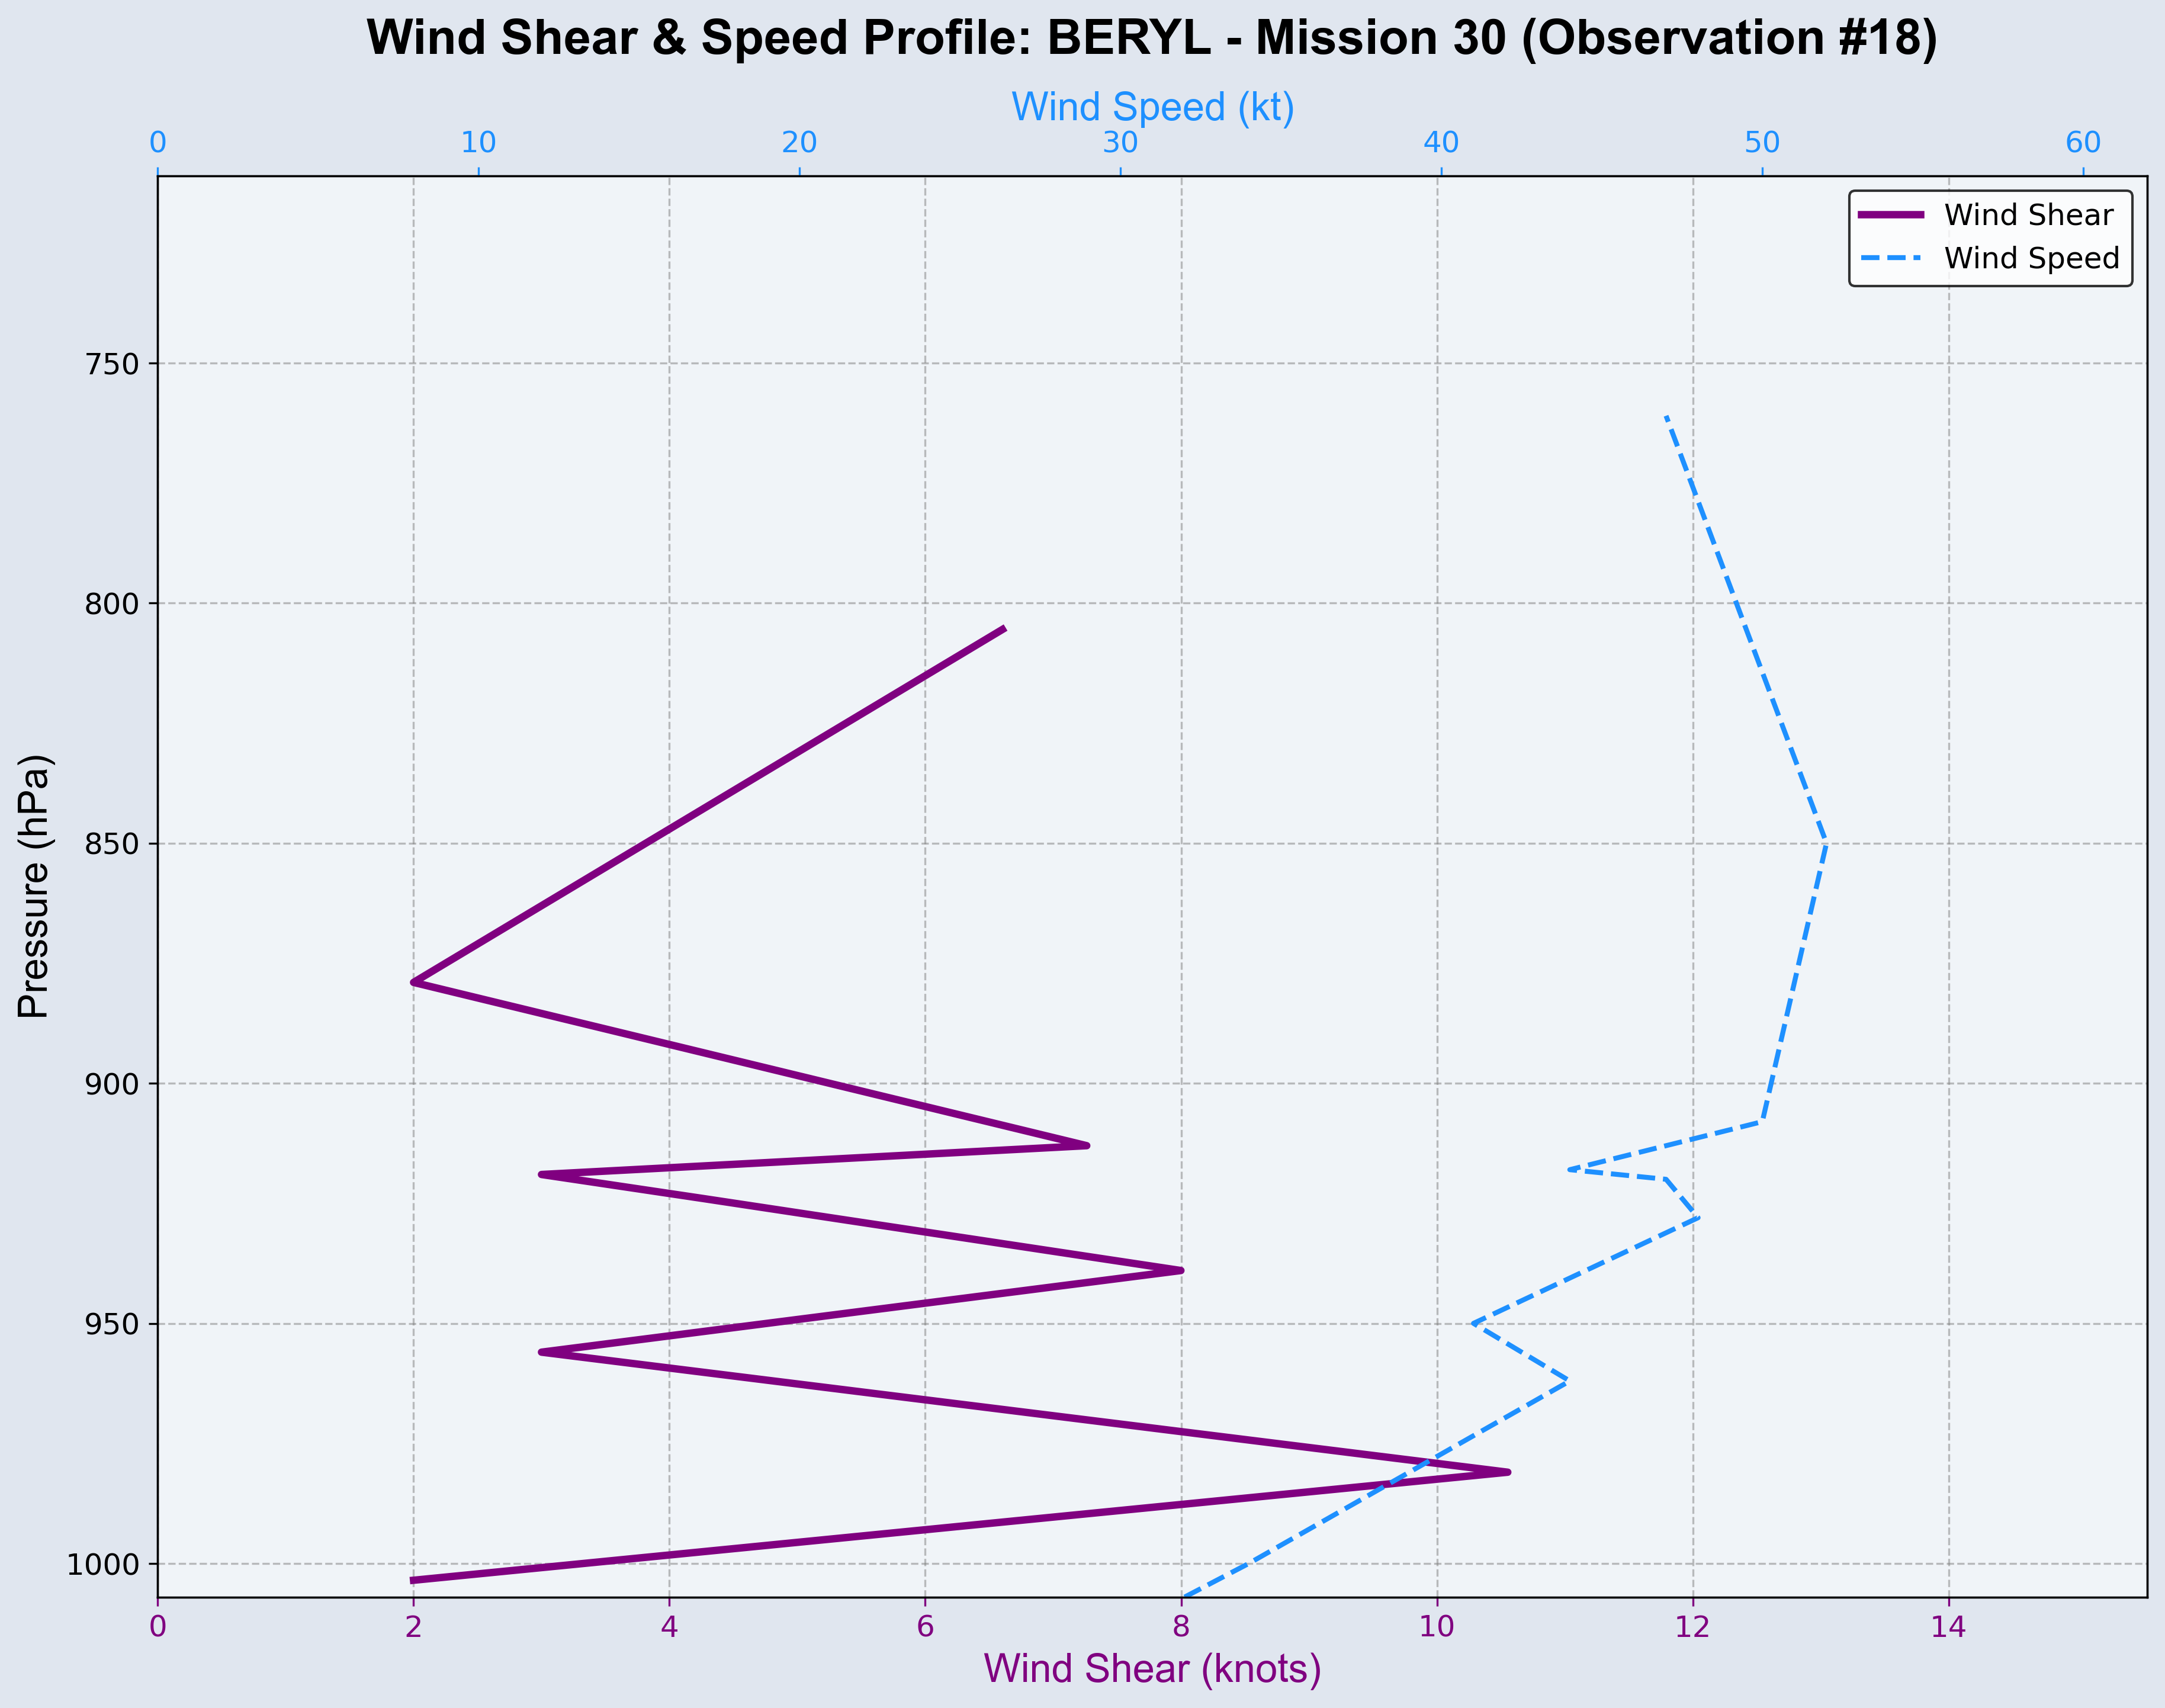 Wind Shear & Speed Profile: BERYL - Mission 30 (Observation #18)
Wind Speed (kt)
0 10 20 30 40 50 60
Wind Shear
Wind Speed
750
800
850
900
950
1000
Pressure (hPa)
0 2 4 6 8 10 12 14
Wind Shear (knots)